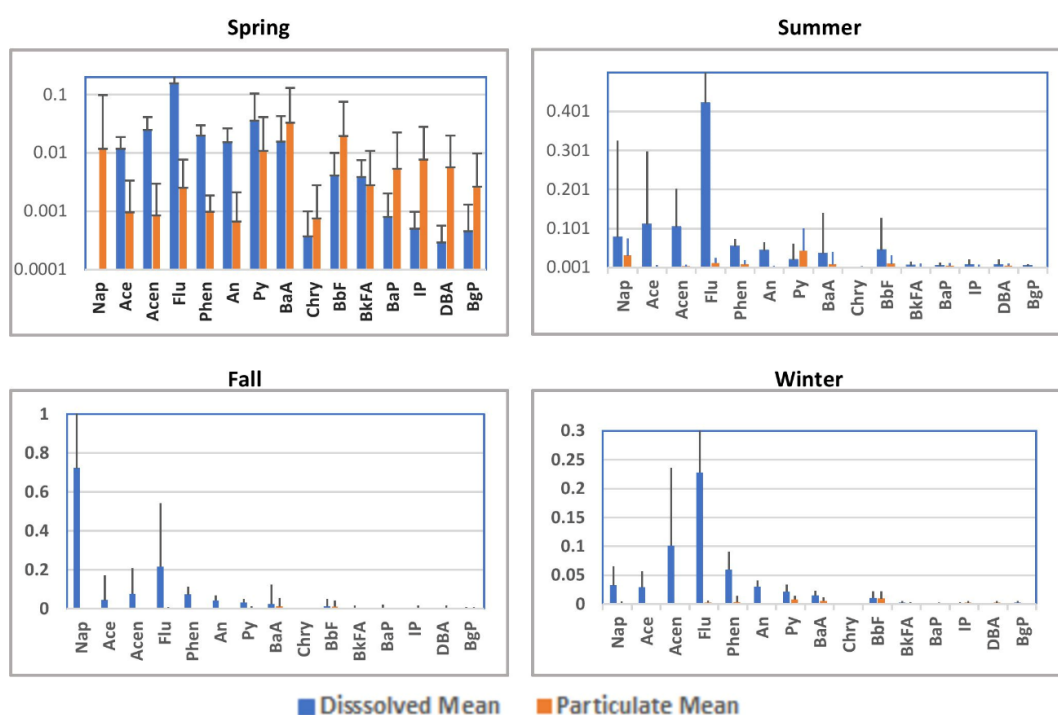 Spring
0.1
0.01
0.001
0.0001
Nap Ace Acen Flu Phen An Py BaA Chry BbF BkFA BaP IP DBA BgP
Summer
0.401
0.301
0.201
0.101
0.001
Nap Ace Acen Flu Phen An Py BaA Chry BbF BkFA BaP IP DBA BgP
Fall
1
0.8
0.6
0.4
0.2
0
Nap Ace Acen Flu Phen An Py BaA Chry BbF BkFA BaP IP DBA BgP
Winter
0.3
0.25
0.2
0.15
0.1
0.05
0
Nap Ace Acen Flu Phen An Py BaA Chry BbF BkFA BaP IP DBA BgP
Disssolved Mean Particulate Mean